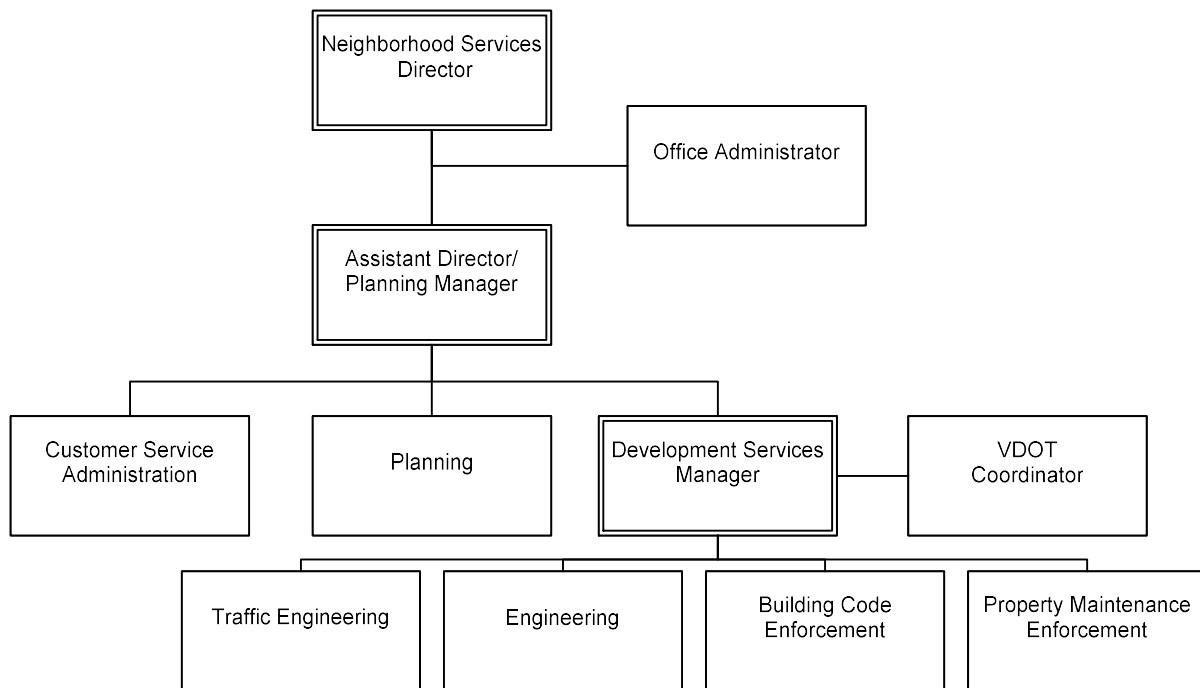 Neighborhood Services
Director
Office Administrator
Assistant Director/
Planning Manager
Customer Service
Administration
Planning
Development Services
Manager
VDOT
Coordinator
Traffic Engineering
Engineering
Building Code
Enforcement
Property Maintenance
Enforcement